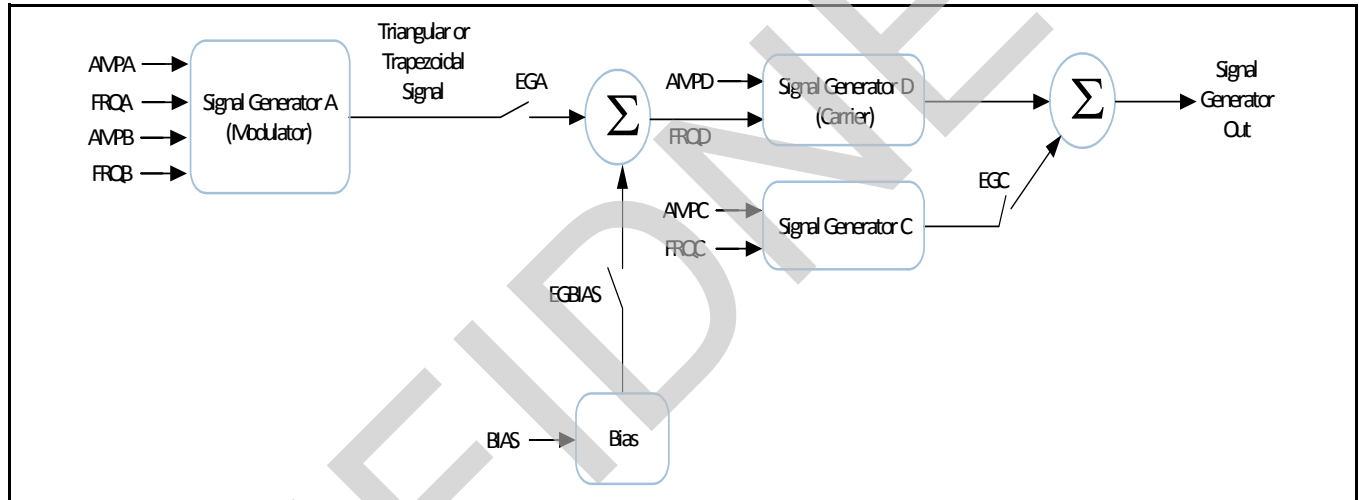 Triangular or
Trapezoidal
Signal
AMPA
FRQA
AMPB
FRQB
Signal Generator A
(Modulator)
EGA
Σ
AMPD
FRQD
Signal Generator D
(Carrier)
Σ
Signal
Generator
Out
AMPC
FRQC
Signal Generator C
EGC
EGBIAS
BIAS
Bias